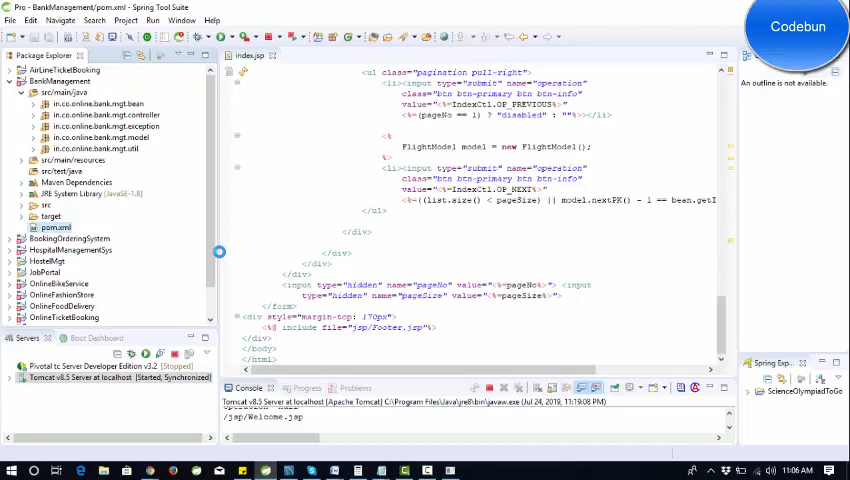 Pro - BankManagement/pom.xml - Spring Tool Suite
File Edit Navigate Search Project Run Window Help
Codebun
Package Explorer
AirLineTicketBooking
BankManagement
src/main/java
in.co.online.bank.mgt.bean
in.co.online.bank.mgt.controller
in.co.online.bank.mgt.exception
in.co.online.bank.mgt.model
in.co.online.bank.mgt.util
src/main/resources
src/test/java
Maven Dependencies
JRE System Library [JavaSE-1.8]
src
target
pom.xml
BookingOrderingSystem
HospitalManagementSys
HostelMgt
JobPortal
OnlineBikeService
OnlineFashionStore
OnlineFoodDelivery
OnlineTicketBooking
Servers
Boot Dashboard
Pivotal tc Server Developer Edition v3.2 [Stopped]
Tomcat v8.5 Server at localhost [Started, Synchronized]
index.jsp
<ul class="pagination pull-right">
<li><input type="submit" name="operation"
class="btn btn-primary btn btn-info"
value="<%=IndexCtl.OP_PREVIOUS%>"
<%=(pageNo == 1) ? "disabled" : ""%>></li>
<%
FlightModel model = new FlightModel();
%>
<li><input type="submit" name="operation"
class="btn btn-primary btn btn-info"
value="<%=IndexCtl.OP_NEXT%>"
<%=((list.size() < pageSize) || model.nextPK() - 1 == bean.getI
</ul>
</div>
</div>
</div>
</div>
<input type="hidden" name="pageNo" value="<%=pageNo%>"> <input
type="hidden" name="pageSize" value="<%=pageSize%>">
</form>
<div style="margin-top: 170px">
<%@ include file="jsp/Footer.jsp"%>
</div>
</body>
</html>
An outline is not available.
Console
Progress
Problems
Tomcat v8.5 Server at localhost [Apache Tomcat] C:\Program Files\Java\jre8\bin\javaw.exe (Jul 24, 2019, 11:19:08 PM)
/jsp/Welcome.jsp
Spring Exp...
ScienceOlympiadToGo
11:06 AM